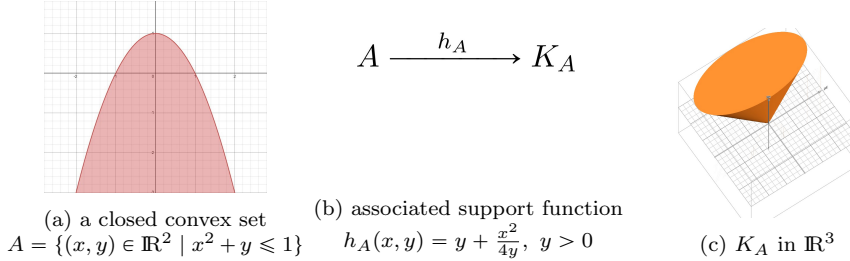 A h_A K_A
(a) a closed convex set
A = {(x, y) ∈ ℝ² | x² + y ⩽ 1}
(b) associated support function
h_A(x, y) = y + x²/4y, y > 0
(c) K_A in ℝ³